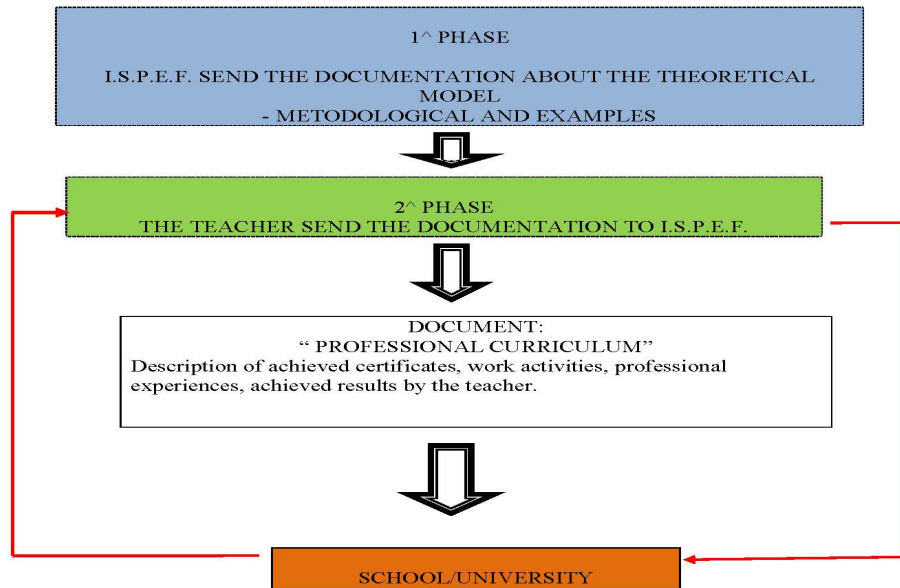 1^ PHASE
I.S.P.E.F. SEND THE DOCUMENTATION ABOUT THE THEORETICAL
MODEL
- METODOLOGICAL AND EXAMPLES
2^ PHASE
THE TEACHER SEND THE DOCUMENTATION TO I.S.P.E.F.
DOCUMENT:
“ PROFESSIONAL CURRICULUM”
Description of achieved certificates, work activities, professional
experiences, achieved results by the teacher.
SCHOOL/UNIVERSITY